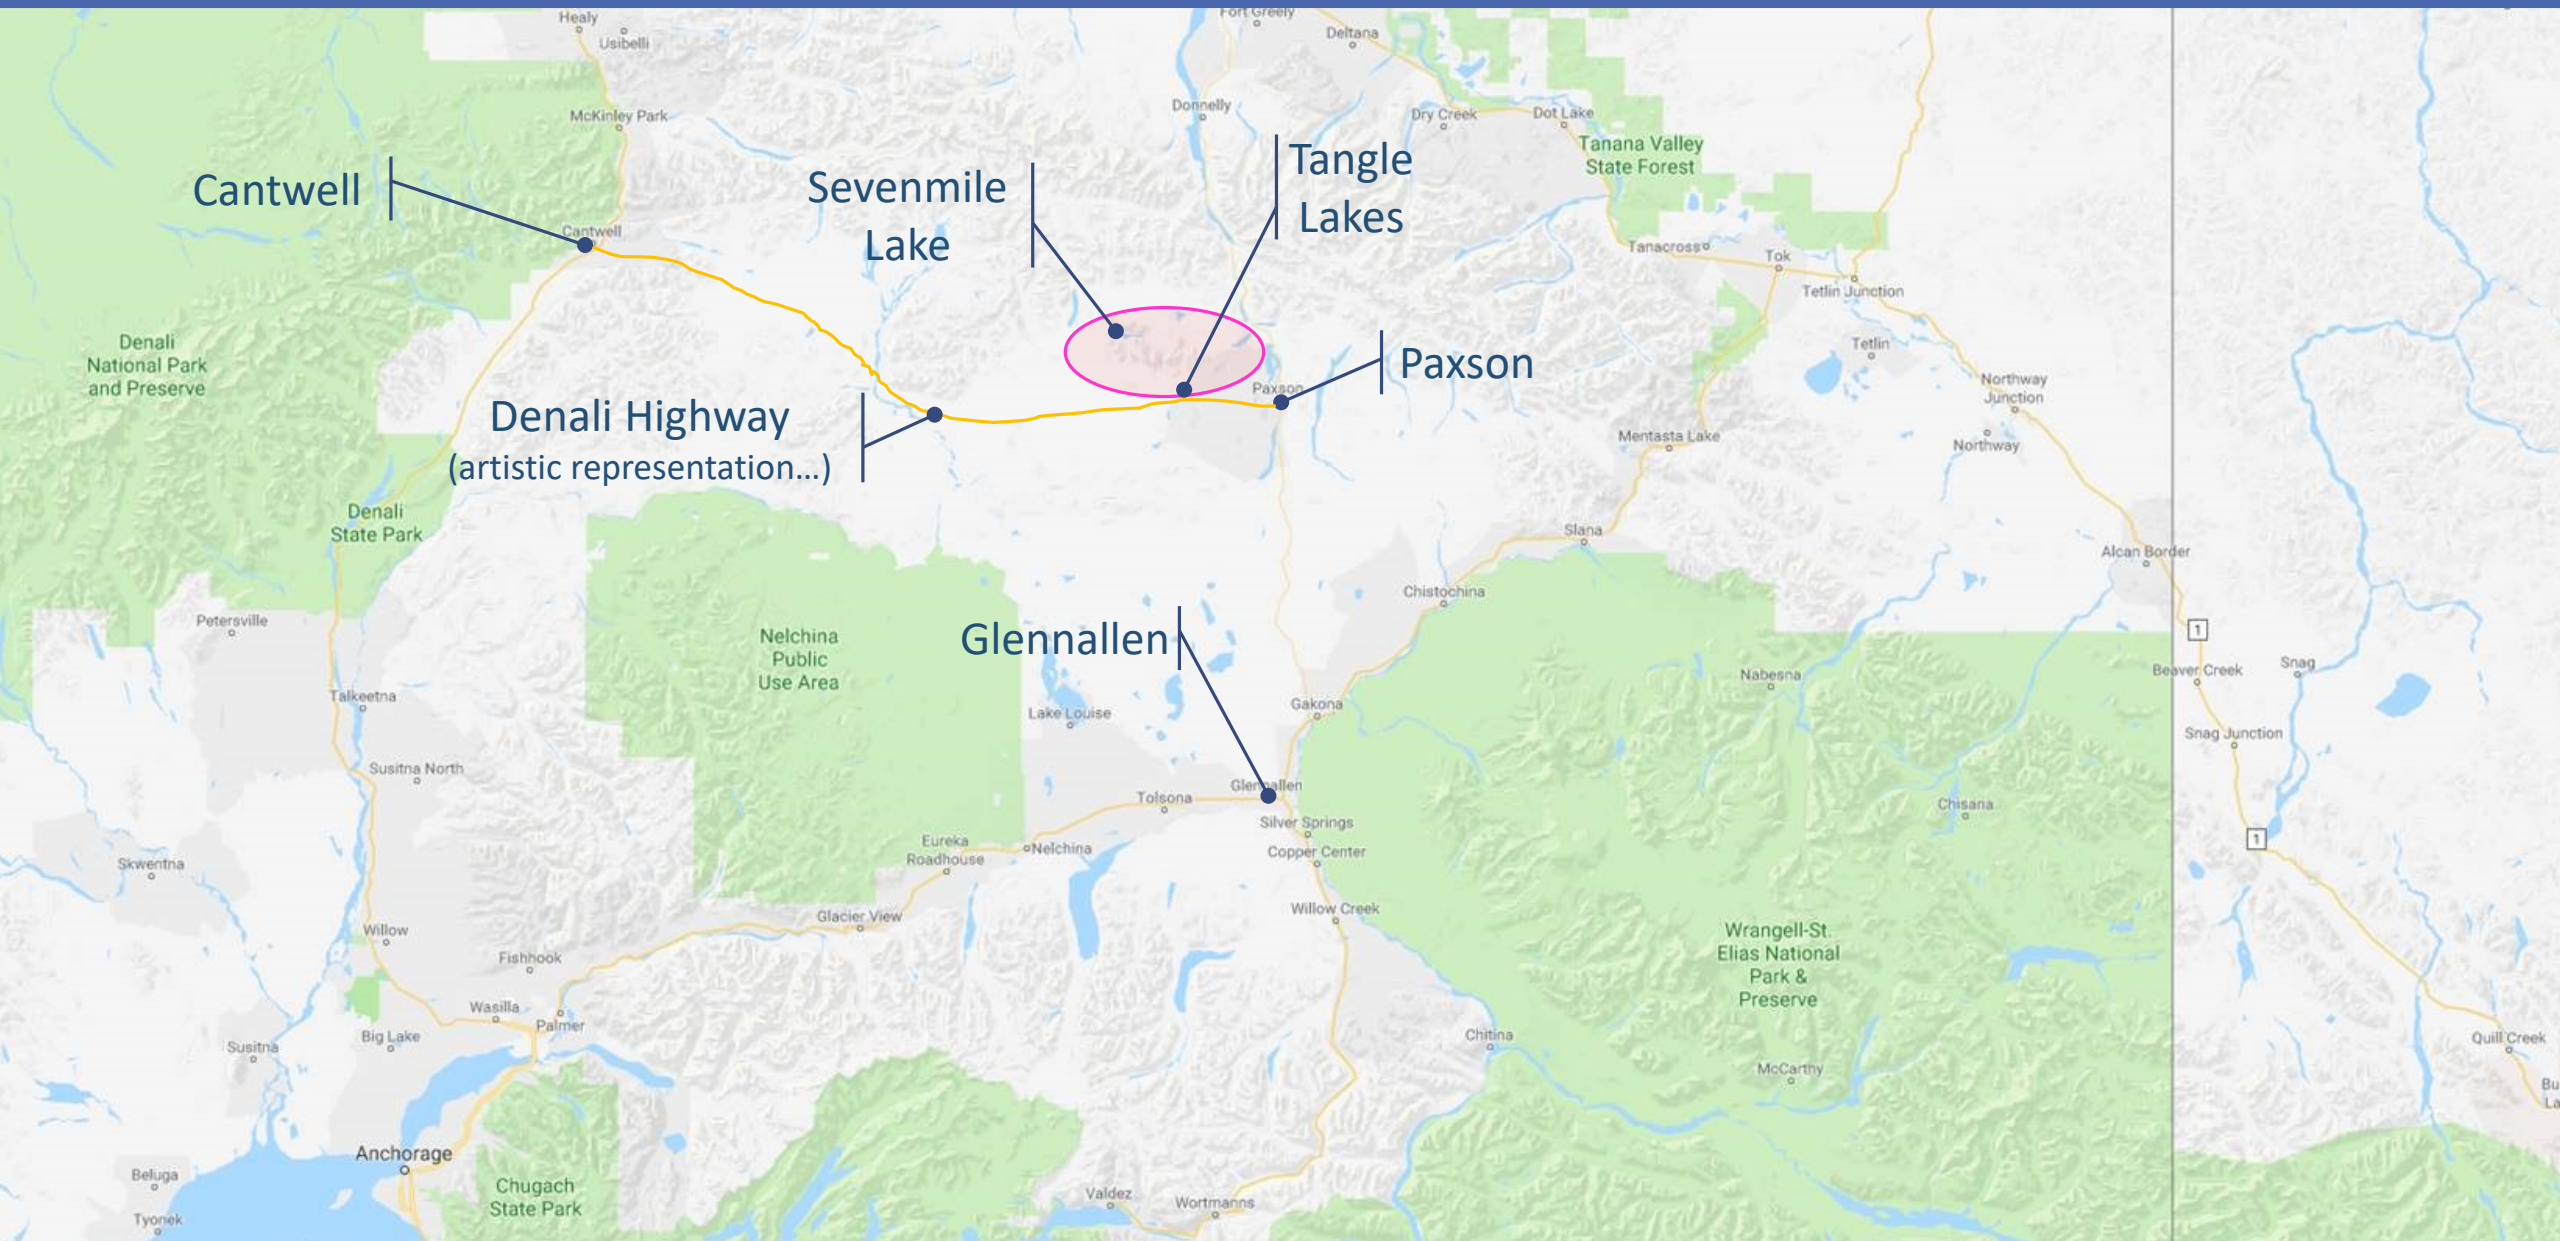 Healy
Usibelli
Fort Greely
Deltana
McKinley Park
Donnelly
Dry Creek
Dot Lake
Tanana Valley
State Forest
Cantwell
Sevenmile
Lake
Tangle
Lakes
Cantwell
Tanacross
Tok
Tetlin Junction
Denali
National Park
and Preserve
Tetlin
Paxson
Paxson
Northway
Junction
Denali Highway
(artistic representation...)
Mentasta Lake
Northway
Denali
State Park
Slana
Alcan Border
Chistochina
Petersville
Nelchina
Public
Use Area
Glennallen
1
Beaver Creek
Snag
Nabesna
Talkeetna
Lake Louise
Gakona
Snag Junction
Susitna North
Glennallen
Tolsona
Chisana
Silver Springs
1
Eureka
Roadhouse
Nelchina
Copper Center
Skwentna
Glacier View
Willow Creek
Willow
Wrangell-St.
Elias National
Park &
Preserve
Fishhook
Wasilla
Palmer
Big Lake
Susitna
Chitina
Quill Creek
McCarthy
Bu
La
Anchorage
Beluga
Chugach
State Park
Valdez
Wortmanns
Tyonek